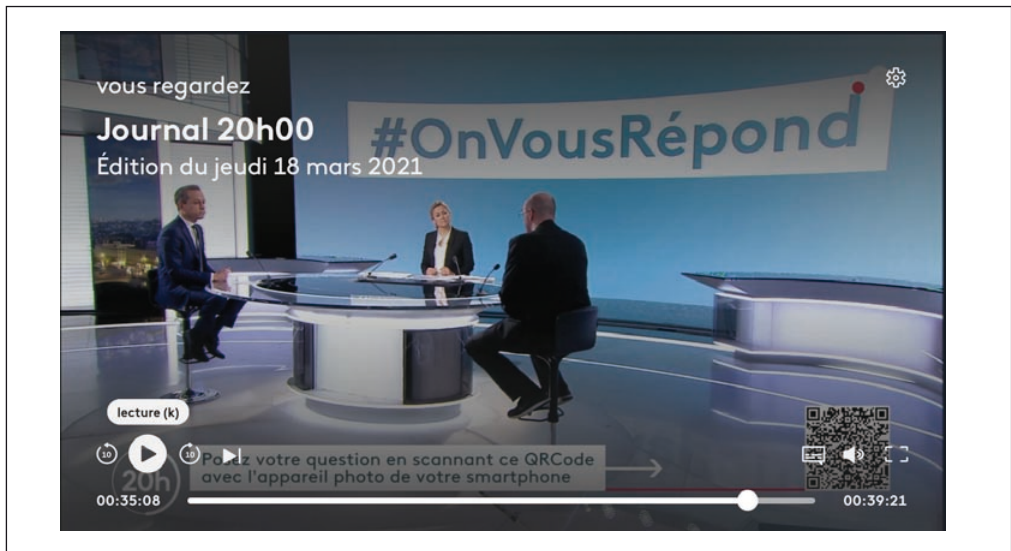 vous regardez
Journal 20h00
Édition du jeudi 18 mars 2021
#OnVousRépond
lecture (k)
10
10
20h
Posez votre question en scannant ce QRCode
avec l'appareil photo de votre smartphone
00:35:08
00:39:21